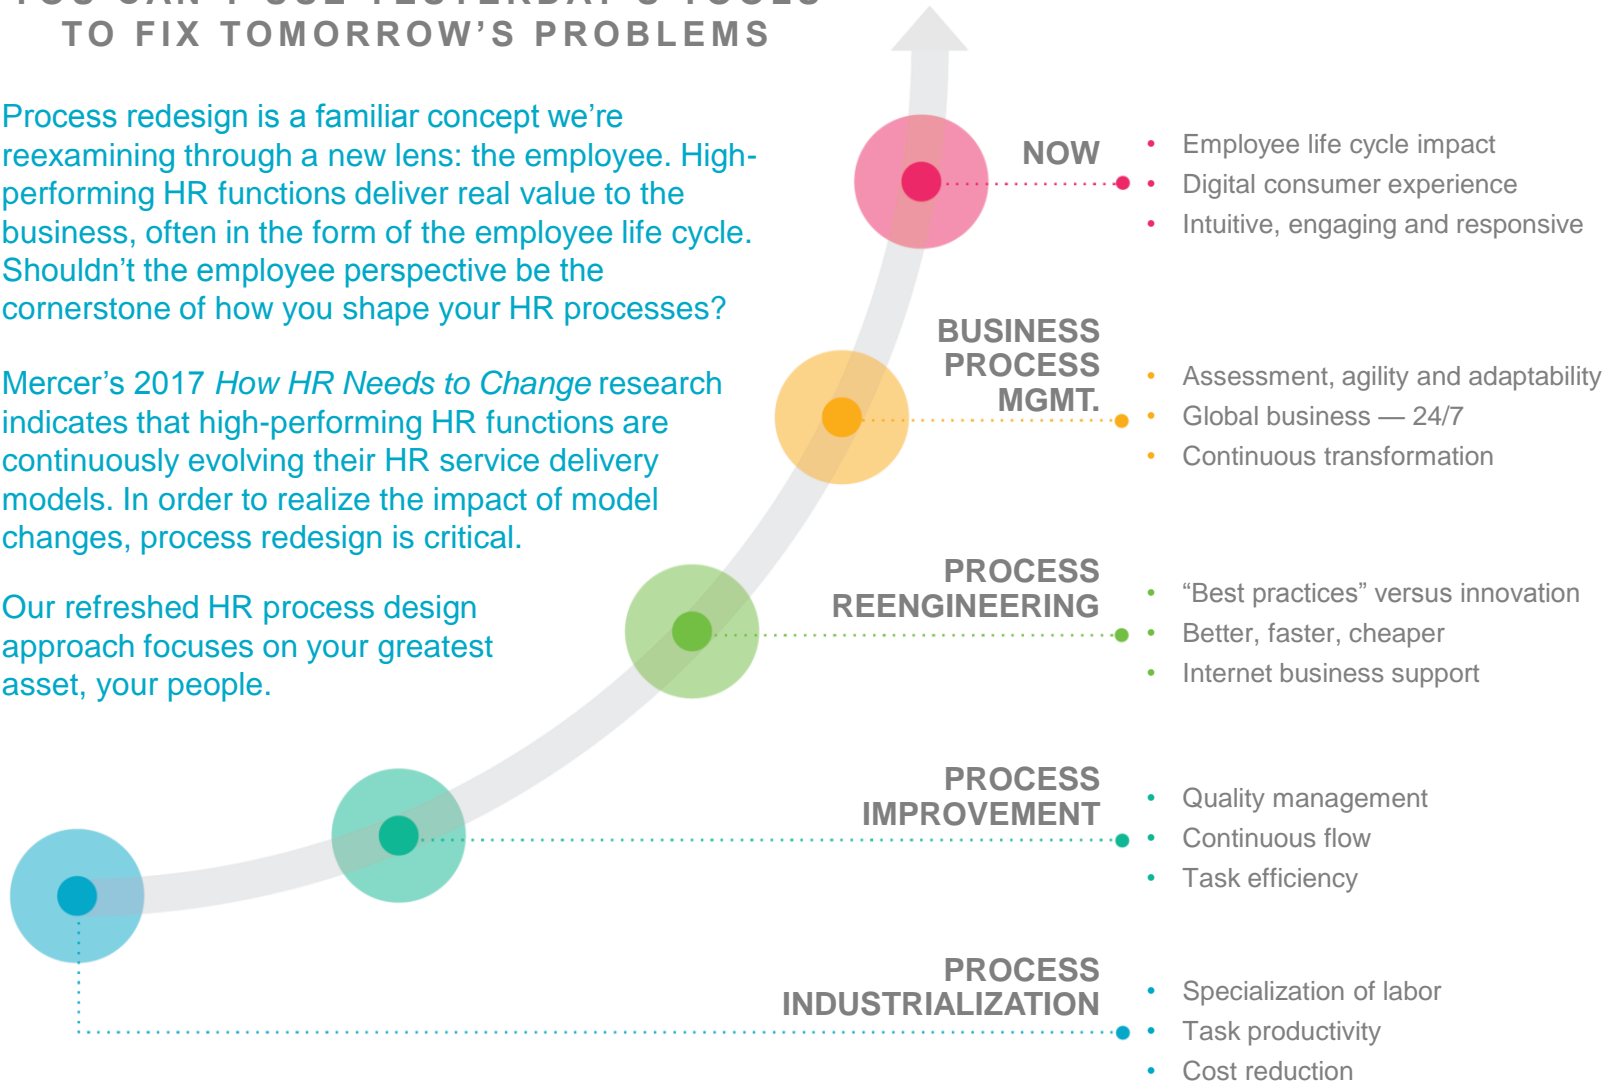 YOU CAN'T USE YESTERDAY'S TOOLS
TO FIX TOMORROW'S PROBLEMS
Process redesign is a familiar concept we're
reexamining through a new lens: the employee. High-
performing HR functions deliver real value to the
business, often in the form of the employee life cycle.
Shouldn't the employee perspective be the
cornerstone of how you shape your HR processes?
Mercer's 2017 How HR Needs to Change research
indicates that high-performing HR functions are
continuously evolving their HR service delivery
models. In order to realize the impact of model
changes, process redesign is critical.
Our refreshed HR process design
approach focuses on your greatest
asset, your people.
NOW
• Employee life cycle impact
• Digital consumer experience
• Intuitive, engaging and responsive
BUSINESS
PROCESS
MGMT.
• Assessment, agility and adaptability
• Global business — 24/7
• Continuous transformation
PROCESS
REENGINEERING
• “Best practices” versus innovation
• Better, faster, cheaper
• Internet business support
PROCESS
IMPROVEMENT
• Quality management
• Continuous flow
• Task efficiency
PROCESS
INDUSTRIALIZATION
• Specialization of labor
• Task productivity
• Cost reduction